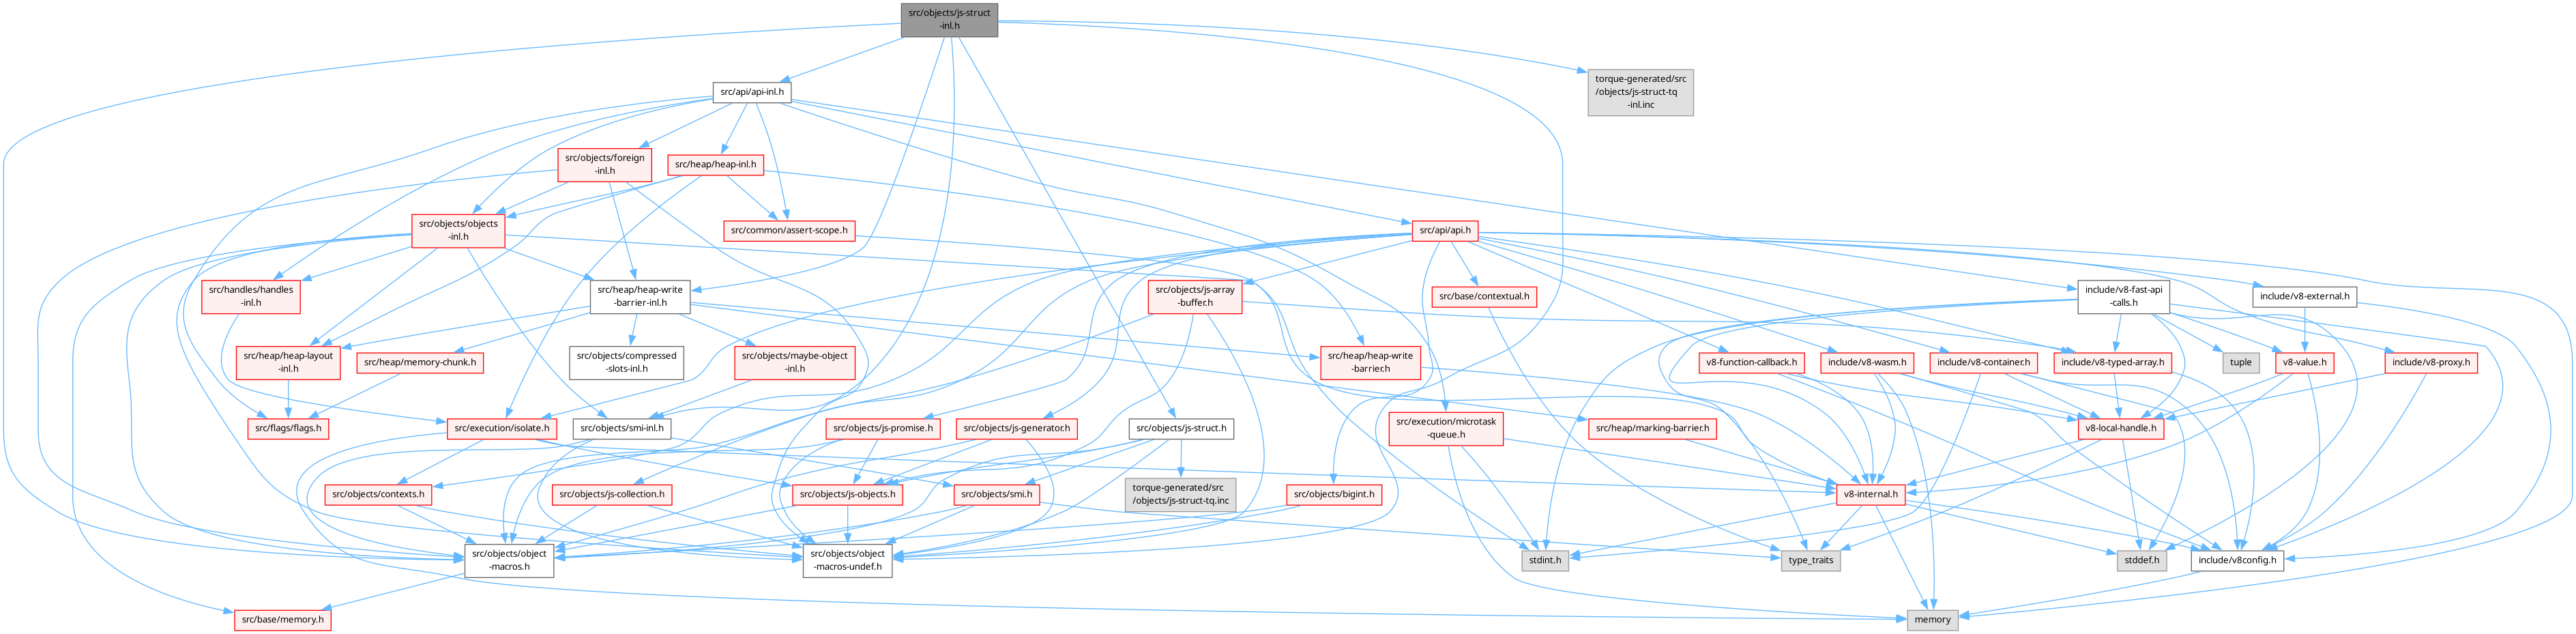 src/objects/js-struct
-inl.h
torque-generated/src
/objects/js-struct-tq
-inl.inc
src/api/api-inl.h
src/objects/foreign
-inl.h
src/heap/heap-inl.h
src/objects/objects
-inl.h
src/common/assert-scope.h
src/api/api.h
src/handles/handles
-inl.h
src/heap/heap-write
-barrier-inl.h
src/objects/js-array
-buffer.h
src/base/contextual.h
include/v8-fast-api
-calls.h
include/v8-external.h
src/heap/heap-layout
-inl.h
src/heap/memory-chunk.h
src/objects/compressed
-slots-inl.h
src/objects/maybe-object
-inl.h
src/heap/heap-write
-barrier.h
v8-function-callback.h
include/v8-wasm.h
include/v8-container.h
include/v8-typed-array.h
tuple
v8-value.h
include/v8-proxy.h
src/flags/flags.h
src/execution/isolate.h
src/objects/smi-inl.h
src/objects/js-promise.h
src/objects/js-generator.h
src/objects/js-struct.h
src/execution/microtask
-queue.h
src/heap/marking-barrier.h
v8-local-handle.h
src/objects/contexts.h
src/objects/js-collection.h
src/objects/js-objects.h
src/objects/smi.h
torque-generated/src
/objects/js-struct-tq.inc
src/objects/bigint.h
v8-internal.h
src/objects/object
-macros.h
src/objects/object
-macros-undef.h
stdint.h
type_traits
stddef.h
include/v8config.h
src/base/memory.h
memory